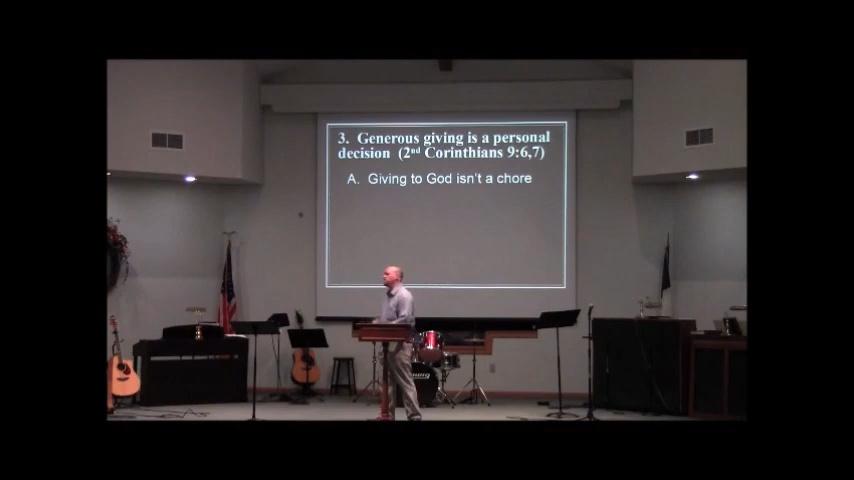 3. Generous giving is a personal
decision (2nd Corinthians 9:6,7)
A. Giving to God isn't a chore